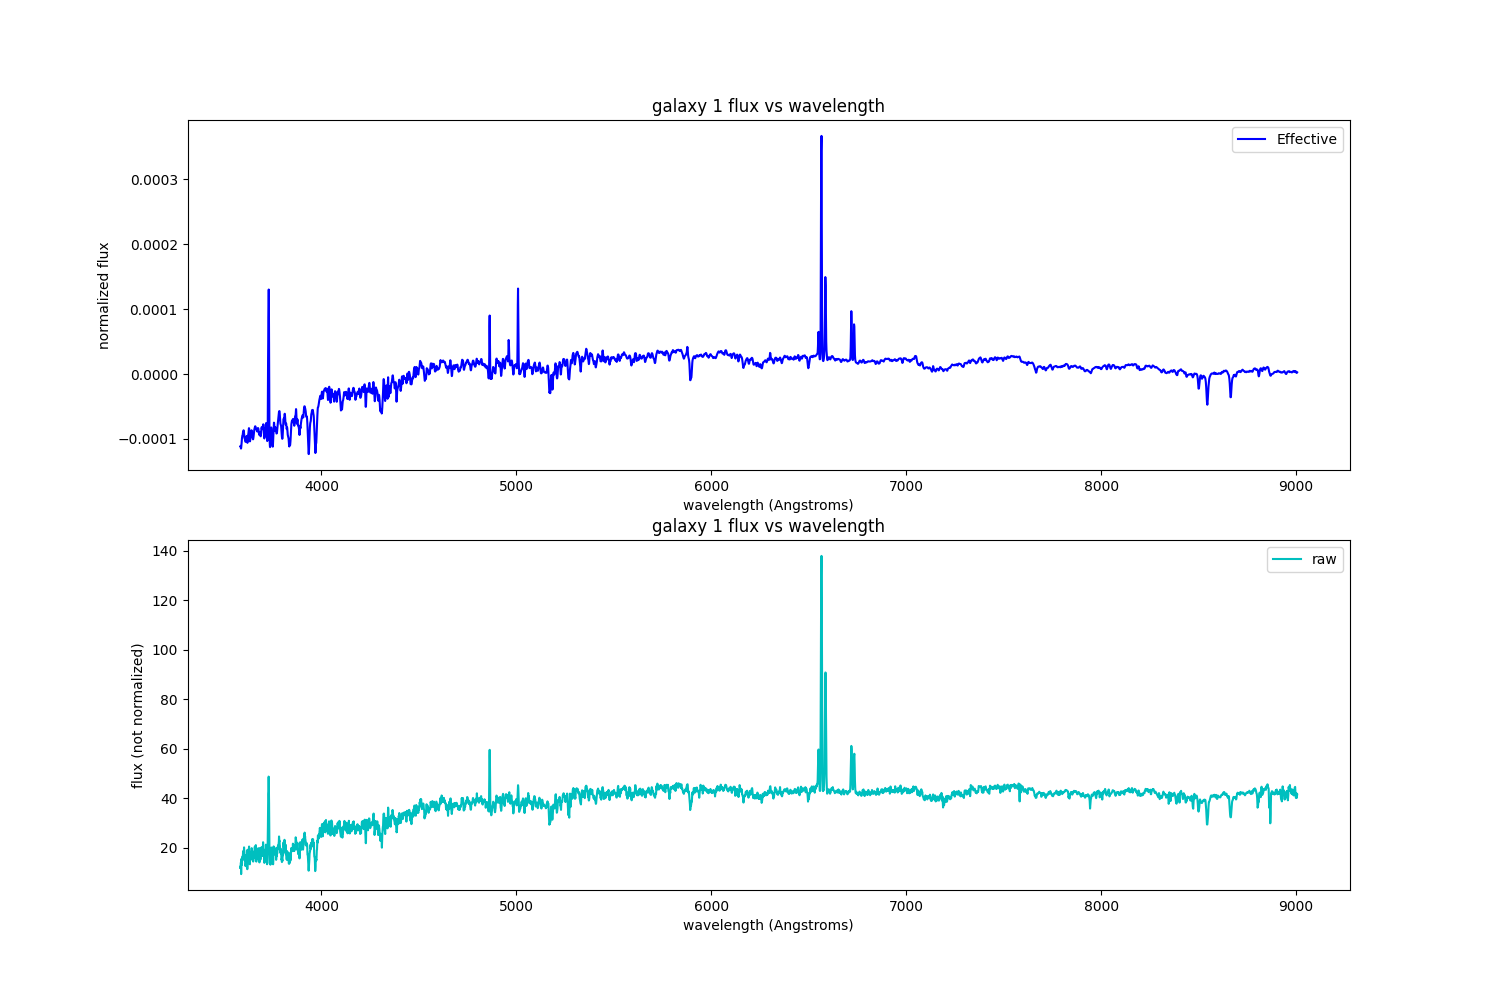 galaxy 1 flux vs wavelength
Effective
normalized flux
0.0003
0.0002
0.0001
0.0000
−0.0001
4000 5000 6000 7000 8000 9000
wavelength (Angstroms)
galaxy 1 flux vs wavelength
raw
flux (not normalized)
140
120
100
80
60
40
20
4000 5000 6000 7000 8000 9000
wavelength (Angstroms)